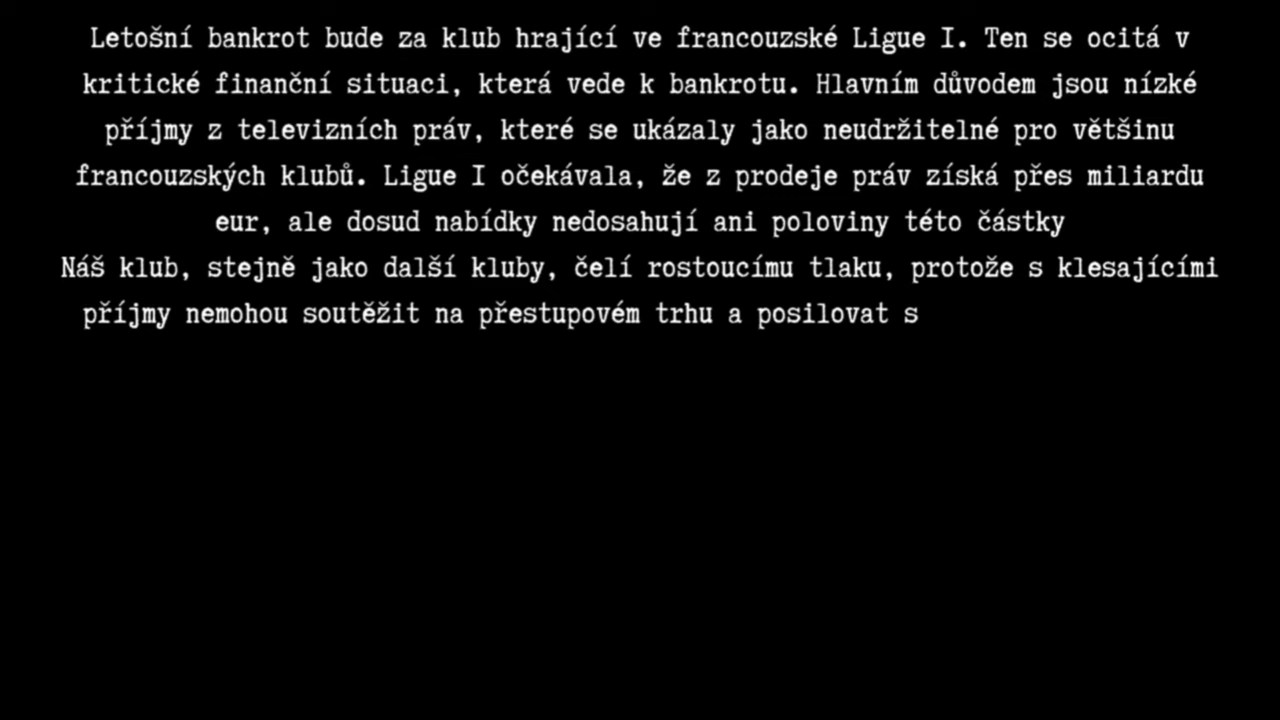 Letošní bankrot bude za klub hrající ve francouzské Ligue I. Ten se ocitá v
kritické finanční situaci, která vede k bankrotu. Hlavním důvodem jsou nízké
příjmy z televizních práv, které se ukázaly jako neudržitelné pro většinu
francouzských klubů. Ligue I očekávala, že z prodeje práv získá přes miliardu
eur, ale dosud nabídky nedosahují ani poloviny této částky
Náš klub, stejně jako další kluby, čelí rostoucímu tlaku, protože s klesajícími
příjmy nemohou soutěžit na přestupovém trhu a posilovat s